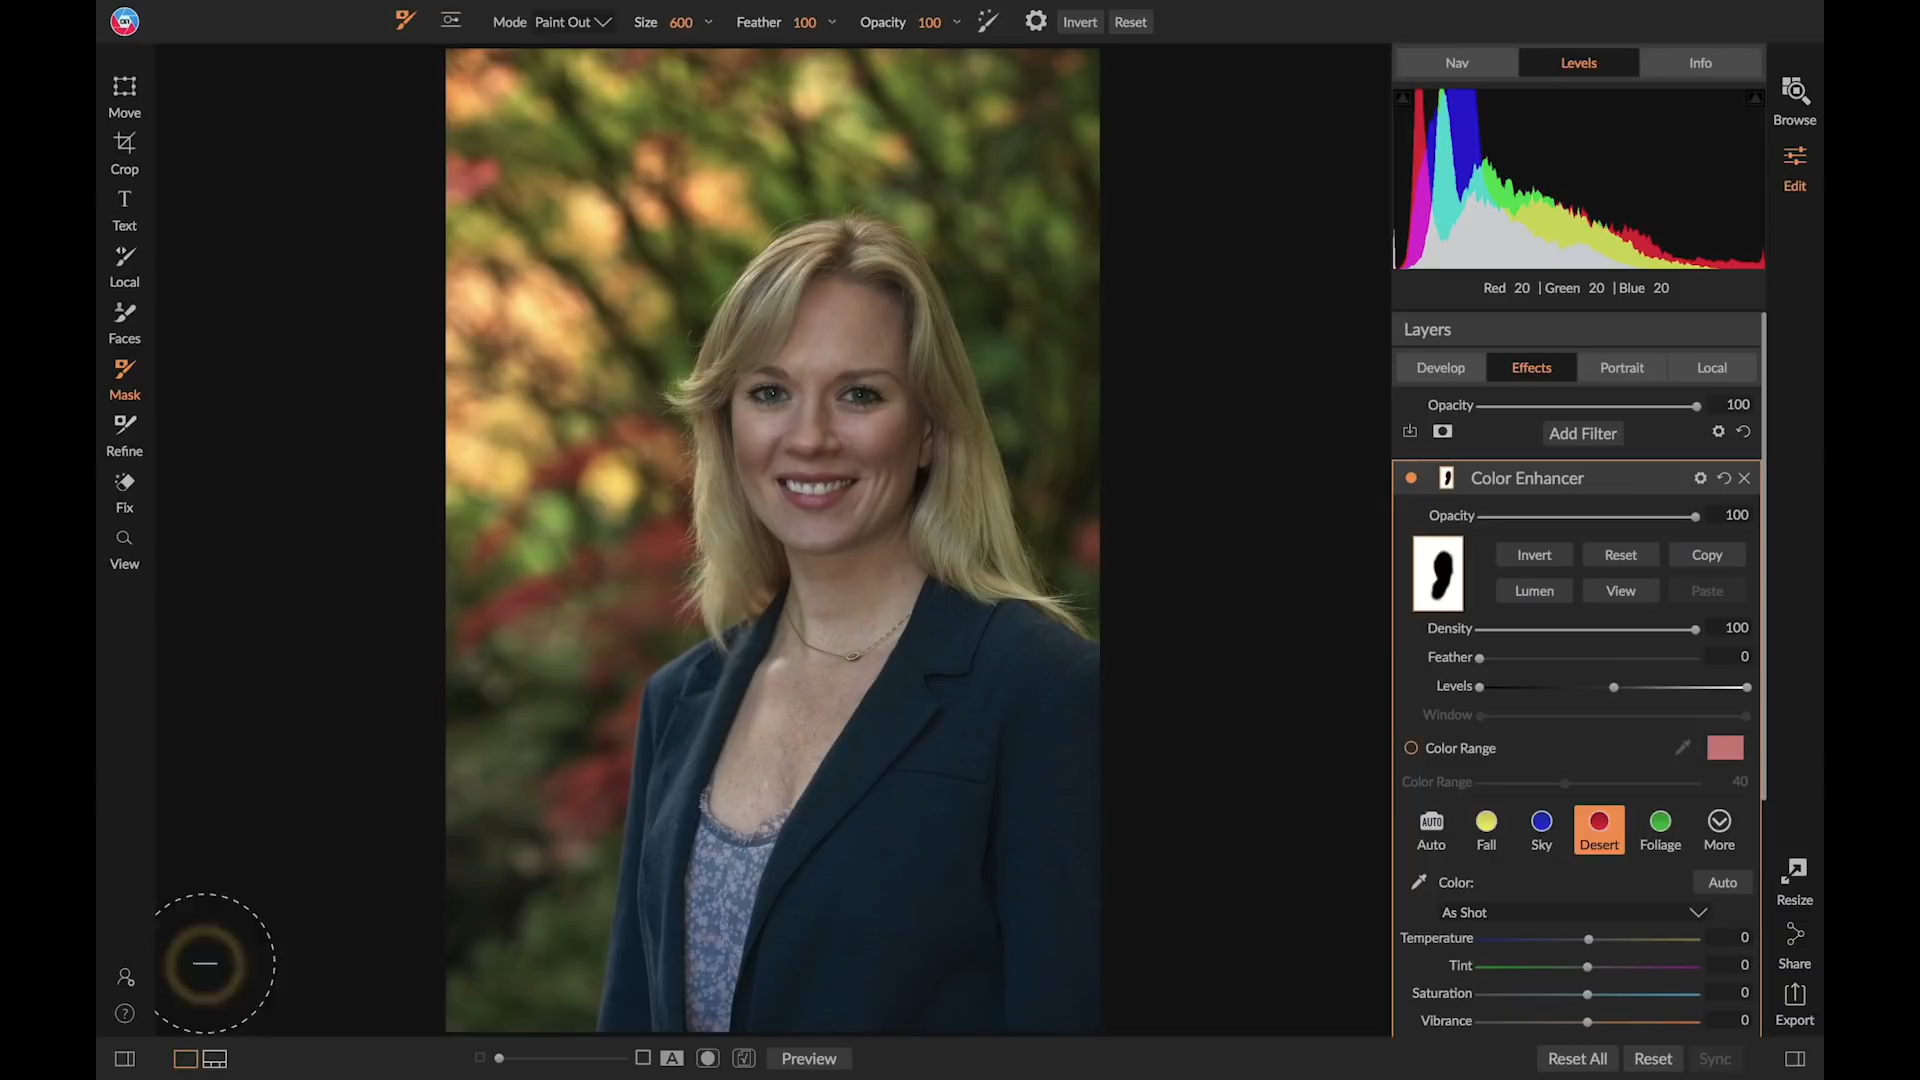 Mode Paint Out Size 600 Feather 100 Opacity 100 Invert Reset
Move
Crop
T
Text
Local
Faces
Mask
Refine
Fix
View
?
A Preview
Nav Levels Info
Red 20 | Green 20 | Blue 20
Layers
Develop Effects Portrait Local
Opacity 100
Add Filter
Color Enhancer
Opacity 100
Invert Reset Copy
Lumen View Paste
Density 100
Feather 0
Levels
Window
Color Range
Color Range 40
AUTO
Auto Fall Sky Desert Foliage More
Color: Auto
As Shot
Temperature 0
Tint 0
Saturation 0
Vibrance 0
Reset All Reset Sync
Browse
Edit
Resize
Share
Export